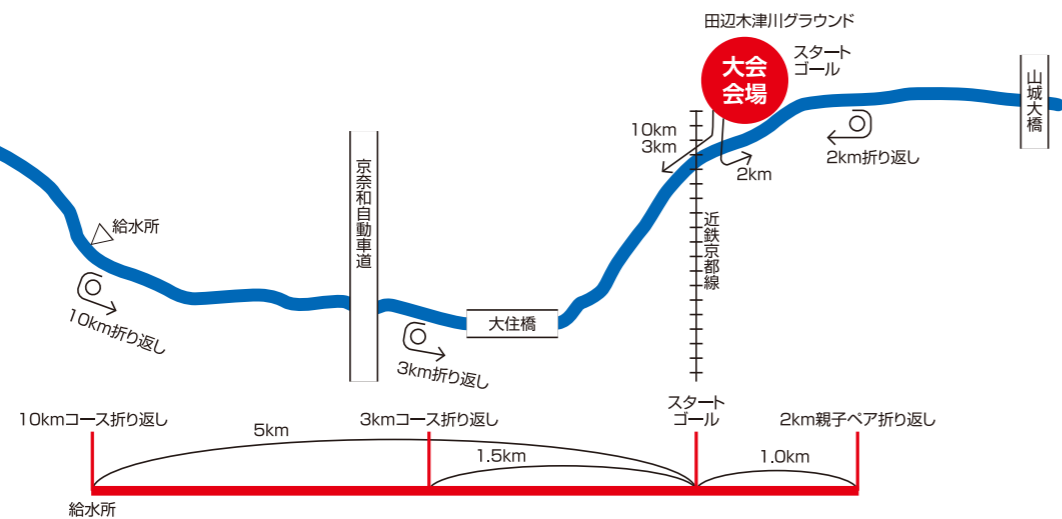 田辺木津川グラウンド
大会
会場
スタート
ゴール
山城大橋
10km
3km
2km
2km折り返し
京奈和自動車道
近鉄京都線
給水所
10km折り返し
大住橋
3km折り返し
10kmコース折り返し
3kmコース折り返し
スタート
ゴール
2km親子ペア折り返し
5km
1.5km
1.0km
給水所